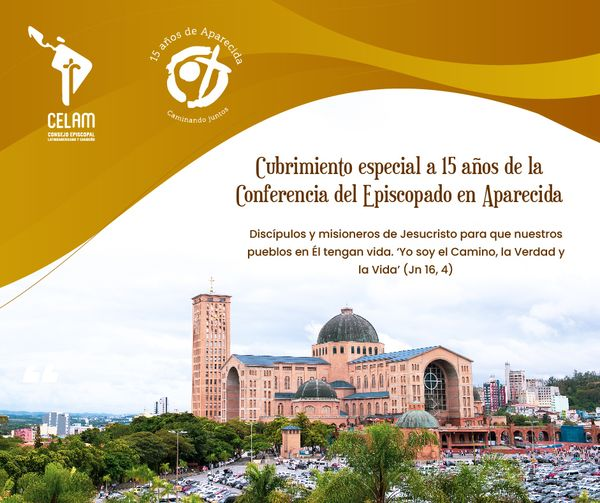 CELAM
CONSEJO EPISCOPAL
LATINOAMERICANO Y CARIBEÑO
15 años de Aparecida
Caminando juntos
Cubrimiento especial a 15 años de la
Conferencia del Episcopado en Aparecida
Discípulos y misioneros de Jesucristo para que nuestros
pueblos en Él tengan vida. ‘Yo soy el Camino, la Verdad y
la Vida’ (Jn 16, 4)